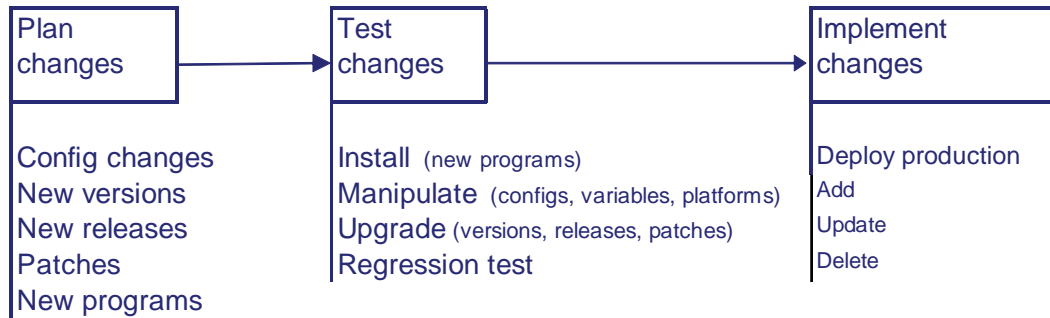 Plan
changes
Test
changes
Implement
changes
Config changes
New versions
New releases
Patches
New programs
Install (new programs)
Manipulate (configs, variables, platforms)
Upgrade (versions, releases, patches)
Regression test
Deploy production
Add
Update
Delete